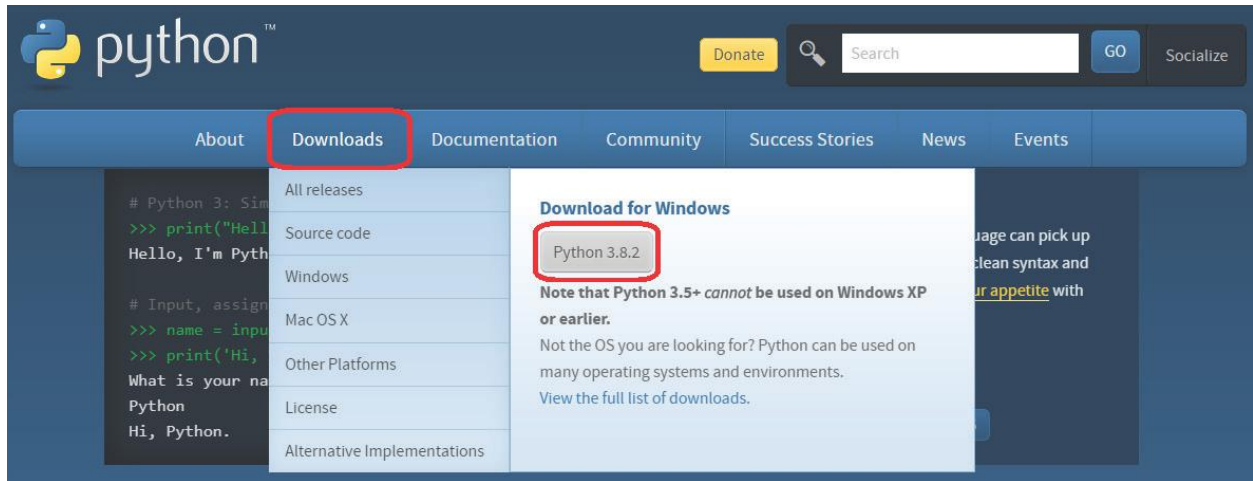 python™
Donate
Search
GO
Socialize
About
Downloads
Documentation
Community
Success Stories
News
Events
# Python 3: Sim
>>> print("Hell
Hello, I'm Pyth
# Input, assign
>>> name = inpu
>>> print('Hi,
What is your na
Python
Hi, Python.
All releases
Source code
Windows
Mac OS X
Other Platforms
License
Alternative Implementations
Download for Windows
Python 3.8.2
Note that Python 3.5+ cannot be used on Windows XP
or earlier.
Not the OS you are looking for? Python can be used on
many operating systems and environments.
View the full list of downloads.
uage can pick up
clean syntax and
ur appetite with